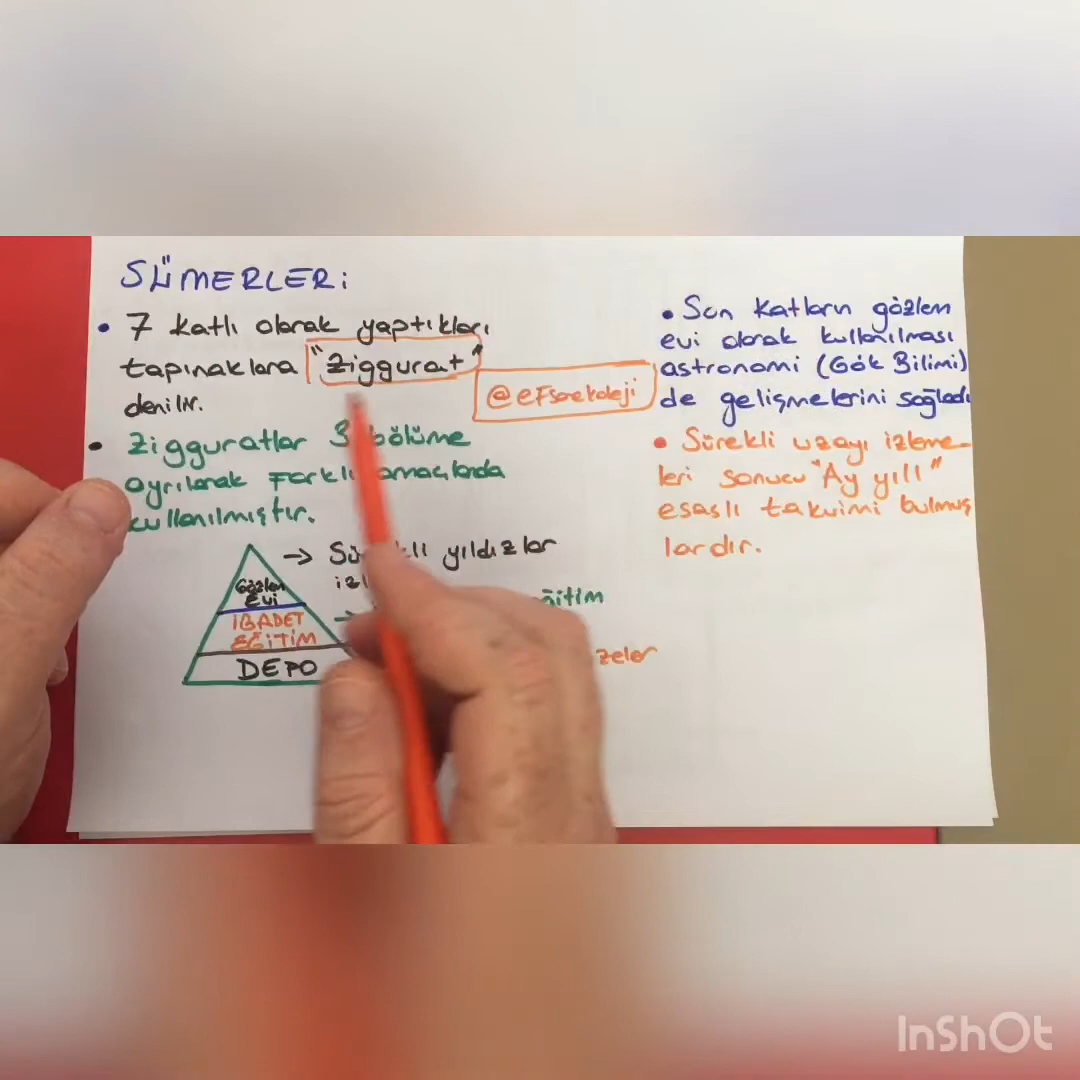 SÜMERLER:
• 7 katlı olarak yaptıkları
tapınaklara "Ziggurat"
denilir.
@efsanekoleji
• Zigguratlar 3 bölüme
ayrılarak farklı amaçlarda
kullanılmıştır.
→ yıldızlar
Gözlem
Evi
İBADET
EĞİTİM
DEPO
• Son katların gözlem
evi olarak kullanılması
astronomi (Gök Bilimi)
de gelişmelerini sağladı
• Sürekli uzayı izleme-
leri sonucu "Ay yılı"
esaslı takvimi bulmuş
lardır.
InShOt